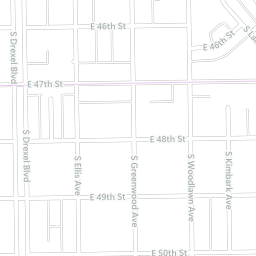 E 46th St
E 46th St
S Drexel Blvd
E 47th St
E 48th St
S Drexel Blvd
S Ellis Ave
S Greenwood Ave
S Woodlawn Ave
S Kimbark Ave
E 49th St
E 50th St